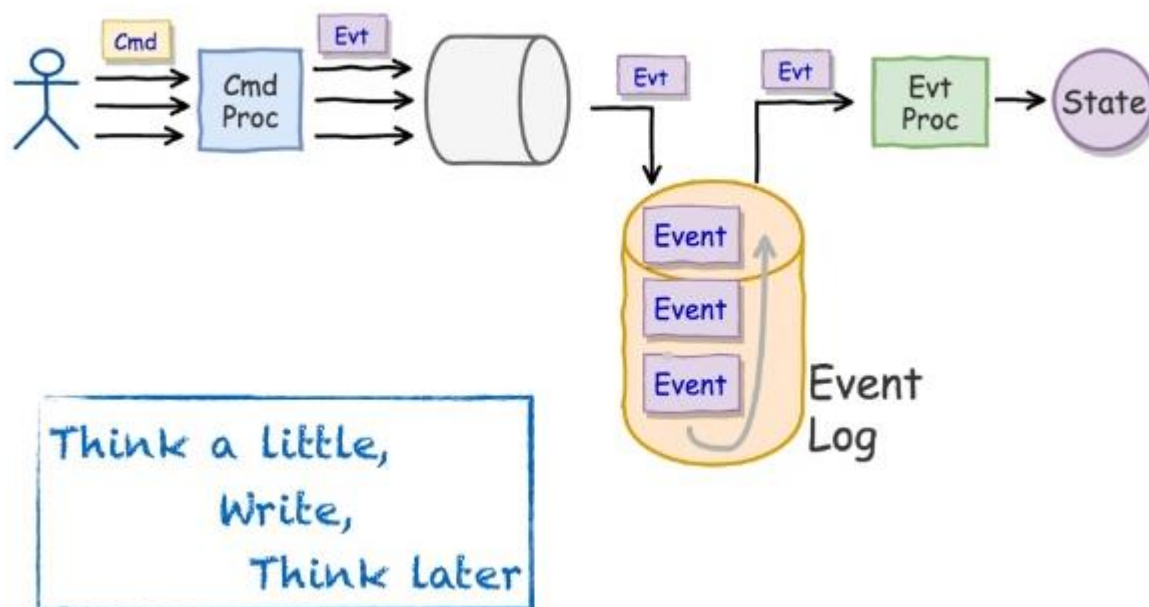 Cmd
Evt
Cmd
Proc
Evt
Evt
Evt
Proc
State
Event
Event
Event
Event
Log
Think a little,
Write,
Think later